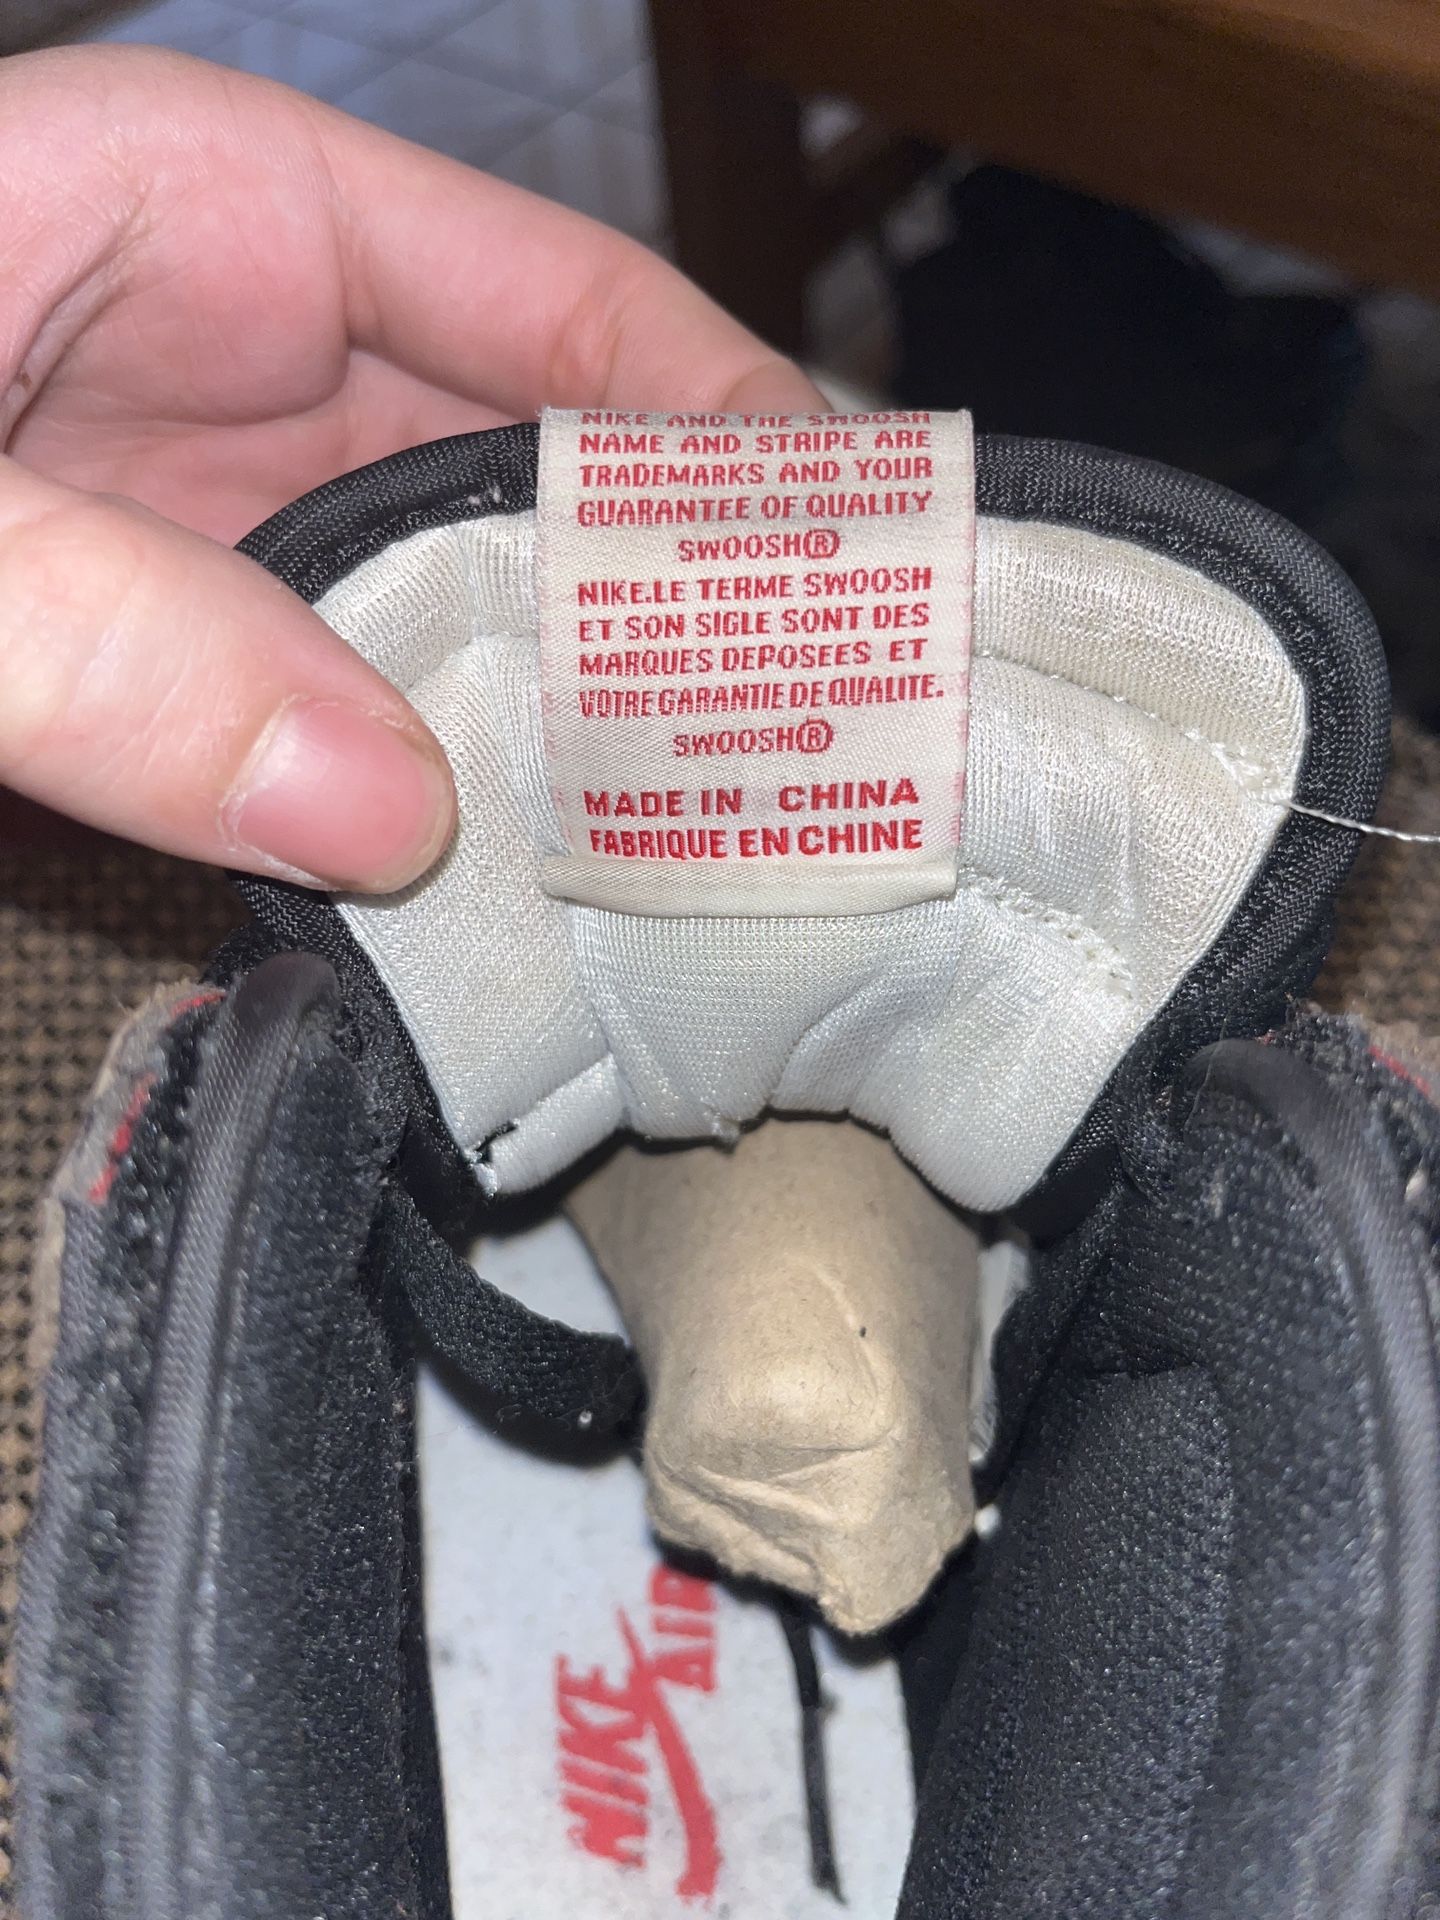 NIKE AND THE SWOOSH
NAME AND STRIPE ARE
TRADEMARKS AND YOUR
GUARANTEE OF QUALITY
SWOOSH®
NIKE.LE TERME SWOOSH
ET SON SIGLE SONT DES
MARQUES DEPOSEES ET
VOTRE GARANTIE DE QUALITE.
SWOOSH®
MADE IN CHINA
FABRIQUE EN CHINE
NIKE
AIR